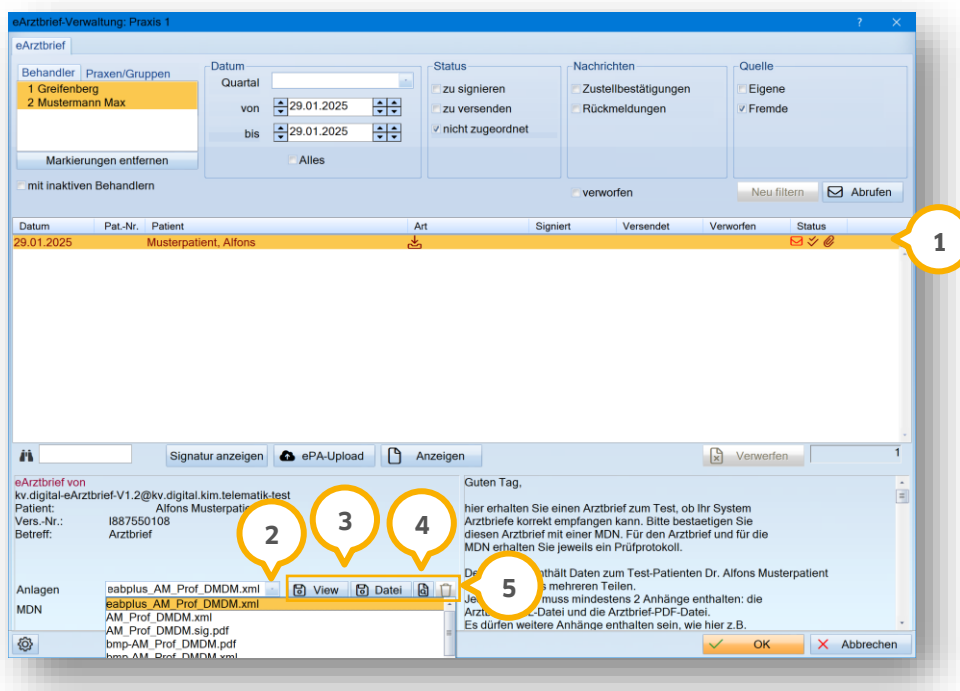 eArztbrief-Verwaltung: Praxis 1
eArztbrief
Behandler Praxen/Gruppen
1 Greifenberg
2 Mustermann Max
Markierungen entfernen
mit inaktiven Behandlern
Datum
Quartal
von 29.01.2025
bis 29.01.2025
Alles
Status
zu signieren
zu versenden
nicht zugeordnet
Nachrichten
Zustellbestätigungen
Rückmeldungen
verworfen
Quelle
Eigene
Fremde
Neu filtern Abrufen
Datum Pat.-Nr. Patient Art Signiert Versendet Verworfen Status
29.01.2025 Musterpatient, Alfons
1
Signatur anzeigen ePA-Upload Anzeigen Verwerfen 1
eArztbrief von
kv.digital-eArztbrief-V1.2@kv.digital.kim.telematik-test
Patient: Alfons
Vers.-Nr.: I887550108
Betreff: Arztbrief
2
3
4
5
Anlagen eabplus_AM_Prof_DMDM.xml View Datei
MDN
eabplus_AM_Prof_DMDM.xml
AM_Prof_DMDM.xml
AM_Prof_DMDM.sig.pdf
bmp-AM_Prof_DMDM.pdf
bmp-AM_Prof_DMDM.xml
Guten Tag,
hier erhalten Sie einen Arztbrief zum Test, ob Ihr System
Arztbriefe korrekt empfangen kann. Bitte bestaetigen Sie
diesen Arztbrief mit einer MDN. Für den Arztbrief und für die
MDN erhalten Sie jeweils ein Prüfprotokoll.
Daten zum Test-Patienten Dr. Alfons Musterpatient
mehreren Teilen.
muss mindestens 2 Anhänge enthalten: die
-Datei und die Arztbrief-PDF-Datei.
Es dürfen weitere Anhänge enthalten sein, wie hier z.B.
OK Abbrechen